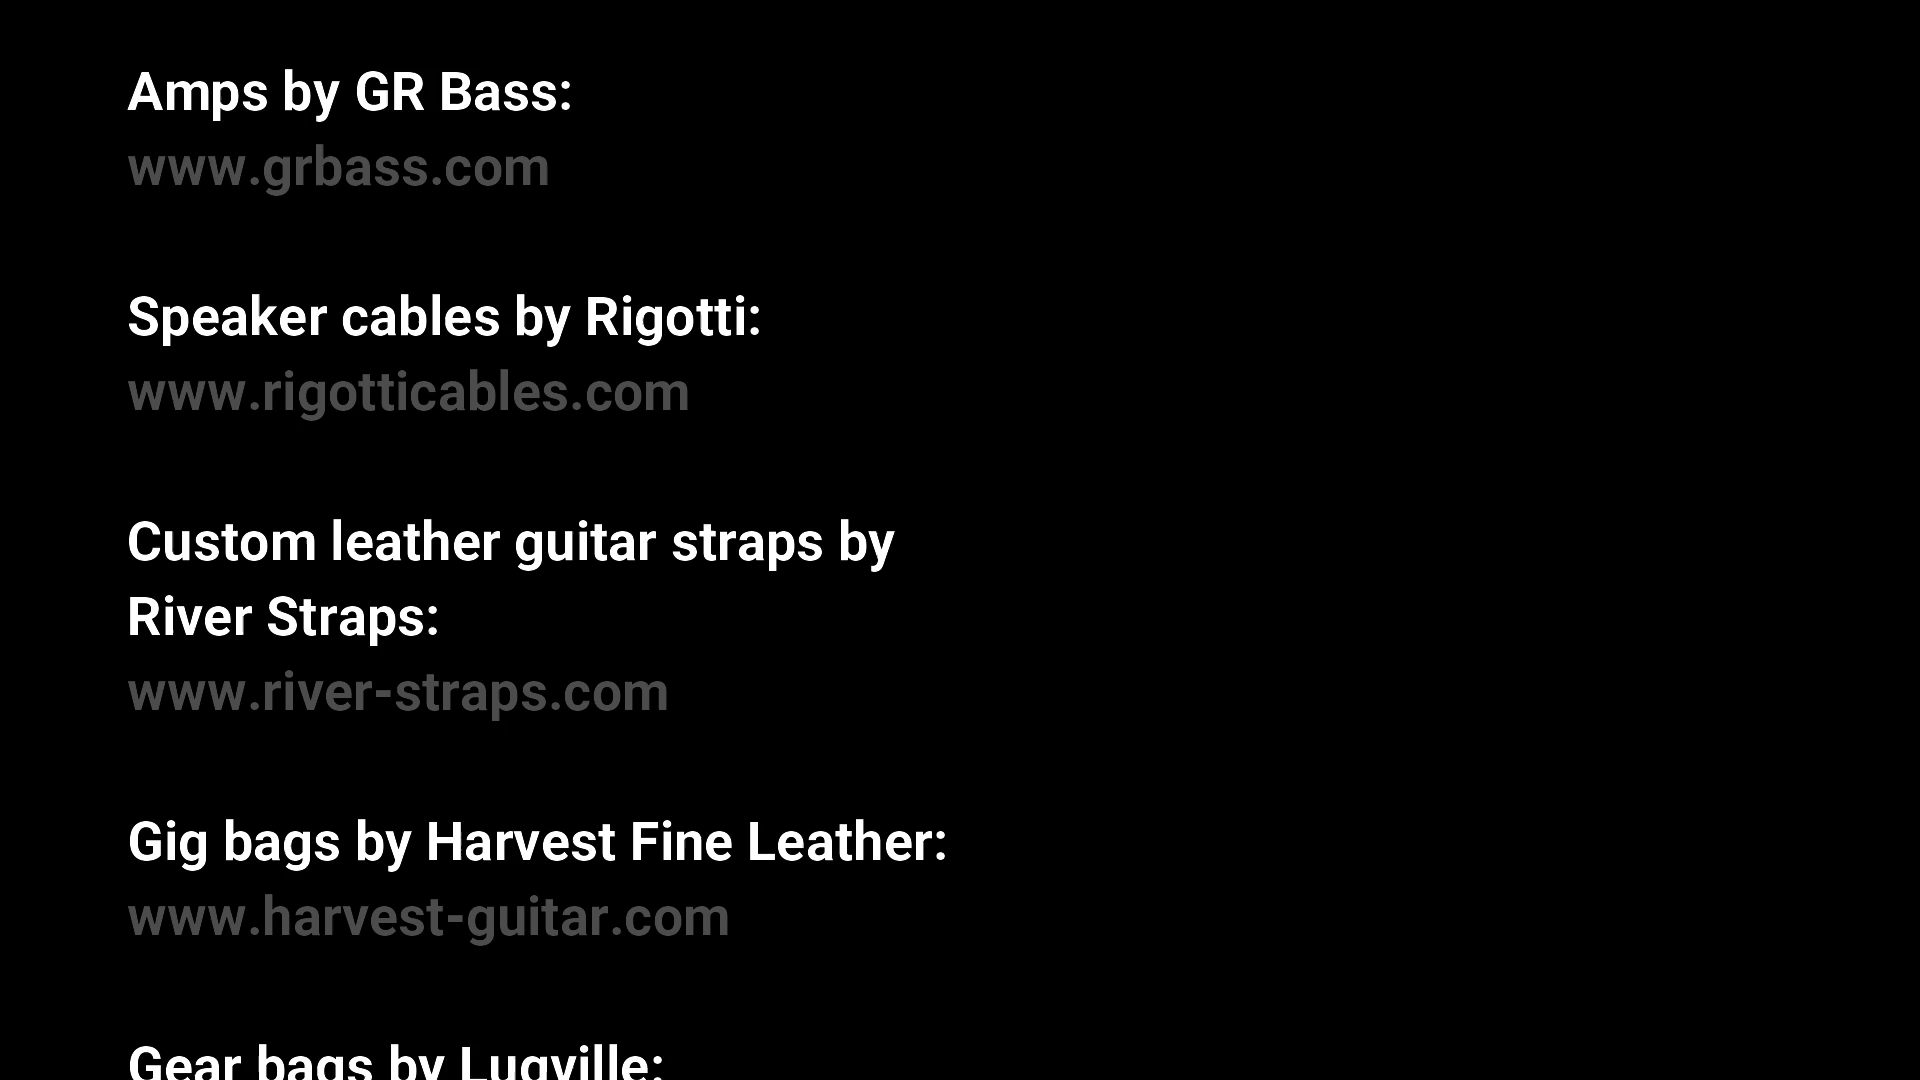 Amps by GR Bass:
www.grbass.com
Speaker cables by Rigotti:
www.rigotticables.com
Custom leather guitar straps by
River Straps:
www.river-straps.com
Gig bags by Harvest Fine Leather:
www.harvest-guitar.com
Gear bags by Lugville: